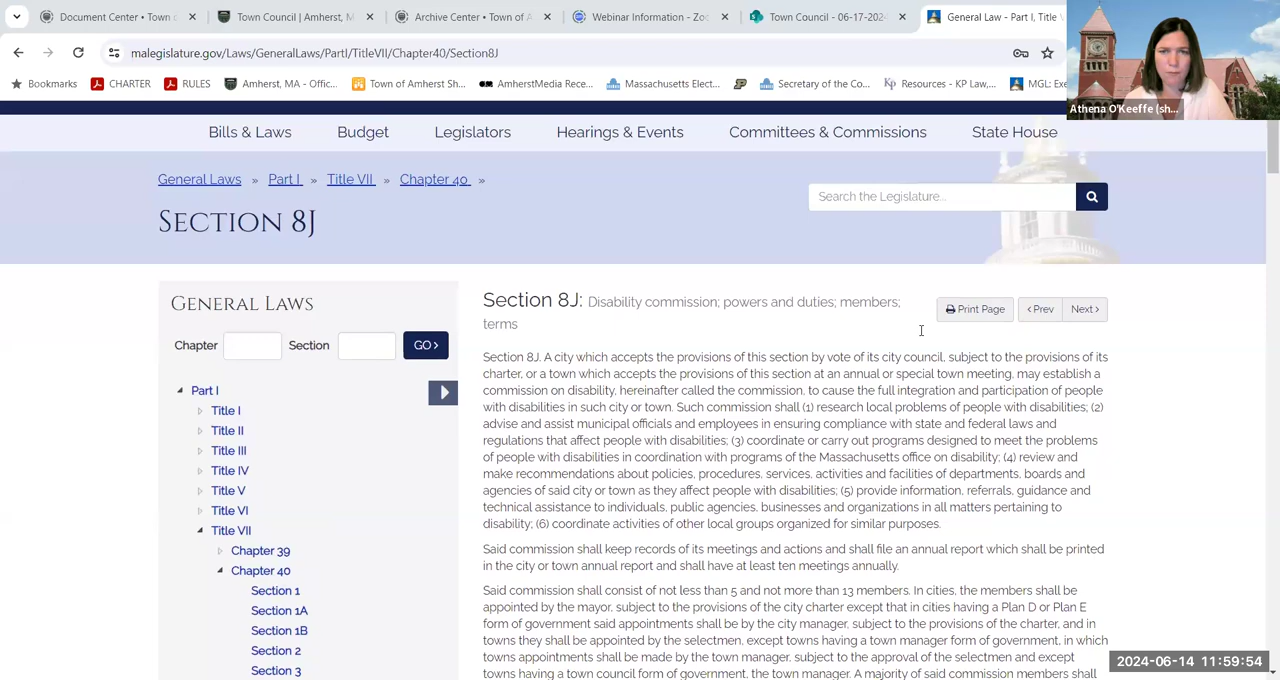 Document Center • Town o
Town Council | Amherst, M
Archive Center • Town of A
Webinar Information - Zoo
Town Council - 06-17-2024
General Law - Part I, Title V
malegislature.gov/Laws/GeneralLaws/PartI/TitleVII/Chapter40/Section8J
Bookmarks
CHARTER
RULES
Amherst, MA - Offic...
Town of Amherst Sh...
AmherstMedia Rece...
Massachusetts Elect...
Secretary of the Co...
Resources - KP Law,...
MGL: Exe
Athena O'Keeffe (sh...
Bills & Laws
Budget
Legislators
Hearings & Events
Committees & Commissions
State House
General Laws » Part I » Title VII » Chapter 40 »
Search the Legislature...
Section 8J
General Laws
Chapter
Section
GO
Part I
Title I
Title II
Title III
Title IV
Title V
Title VI
Title VII
Chapter 39
Chapter 40
Section 1
Section 1A
Section 1B
Section 2
Section 3
Section 8J: Disability commission; powers and duties; members;
terms
Print Page
‹ Prev
Next ›
Section 8J. A city which accepts the provisions of this section by vote of its city council, subject to the provisions of its
charter, or a town which accepts the provisions of this section at an annual or special town meeting, may establish a
commission on disability, hereinafter called the commission, to cause the full integration and participation of people
with disabilities in such city or town. Such commission shall (1) research local problems of people with disabilities; (2)
advise and assist municipal officials and employees in ensuring compliance with state and federal laws and
regulations that affect people with disabilities; (3) coordinate or carry out programs designed to meet the problems
of people with disabilities in coordination with programs of the Massachusetts office on disability; (4) review and
make recommendations about policies, procedures, services, activities and facilities of departments, boards and
agencies of said city or town as they affect people with disabilities; (5) provide information, referrals, guidance and
technical assistance to individuals, public agencies, businesses and organizations in all matters pertaining to
disability; (6) coordinate activities of other local groups organized for similar purposes.
Said commission shall keep records of its meetings and actions and shall file an annual report which shall be printed
in the city or town annual report and shall have at least ten meetings annually.
Said commission shall consist of not less than 5 and not more than 13 members. In cities, the members shall be
appointed by the mayor, subject to the provisions of the city charter except that in cities having a Plan D or Plan E
form of government said appointments shall be by the city manager, subject to the provisions of the charter, and in
towns they shall be appointed by the selectmen, except towns having a town manager form of government, in which
towns appointments shall be made by the town manager, subject to the approval of the selectmen and except
towns having a town council form of government, the town manager. A majority of said commission members shall
2024-06-14 11:59:54